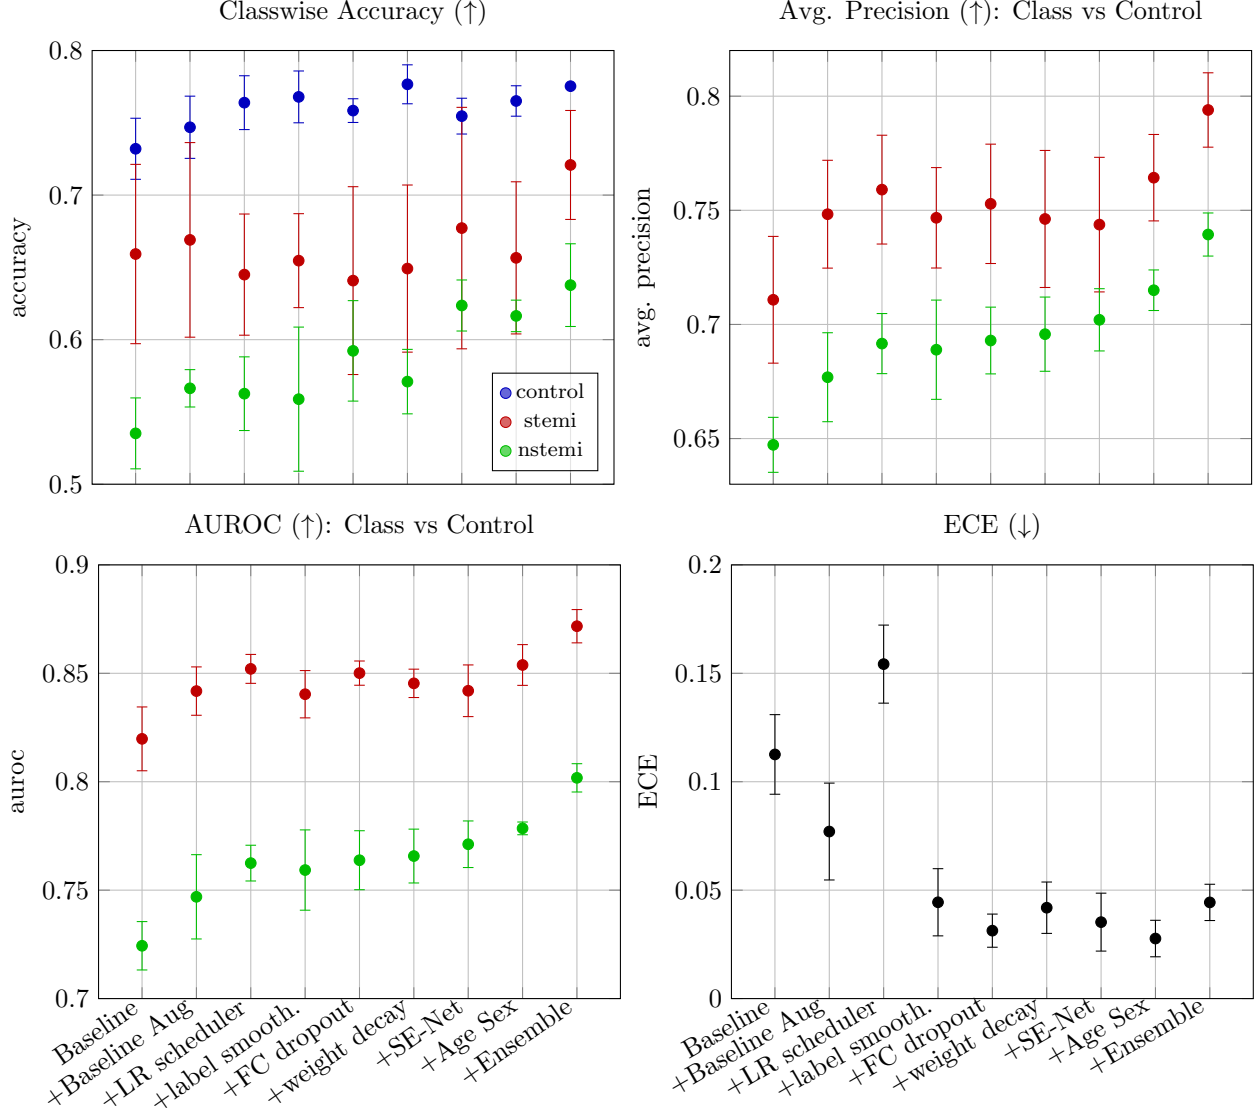 Classwise Accuracy (↑)
Avg. Precision (↑): Class vs Control
0.8
0.7
0.6
0.5
accuracy
control
stemi
nstemi
0.8
0.75
0.7
0.65
avg. precision
AUROC (↑): Class vs Control
ECE (↓)
0.9
0.85
0.8
0.75
0.7
auroc
Baseline
+Baseline Aug
+LR scheduler
+label smooth.
+FC dropout
+weight decay
+SE-Net
+Age Sex
+Ensemble
0.2
0.15
0.1
0.05
0
ECE
Baseline
+Baseline Aug
+LR scheduler
+label smooth.
+FC dropout
+weight decay
+SE-Net
+Age Sex
+Ensemble